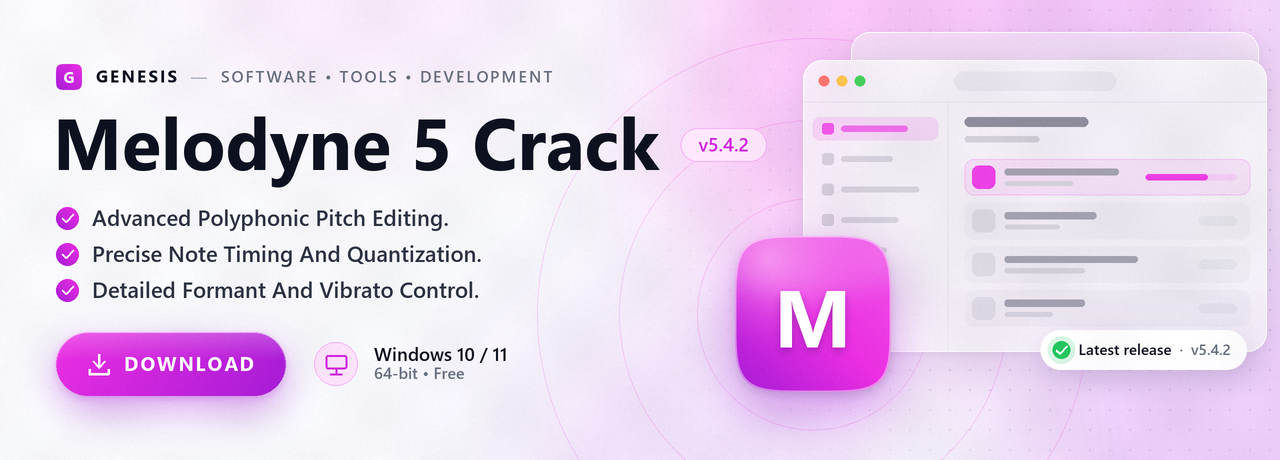 G GENESIS — SOFTWARE • TOOLS • DEVELOPMENT
Melodyne 5 Crack v5.4.2
Advanced Polyphonic Pitch Editing.
Precise Note Timing And Quantization.
Detailed Formant And Vibrato Control.
DOWNLOAD
Windows 10 / 11
64-bit • Free
M
Latest release · v5.4.2